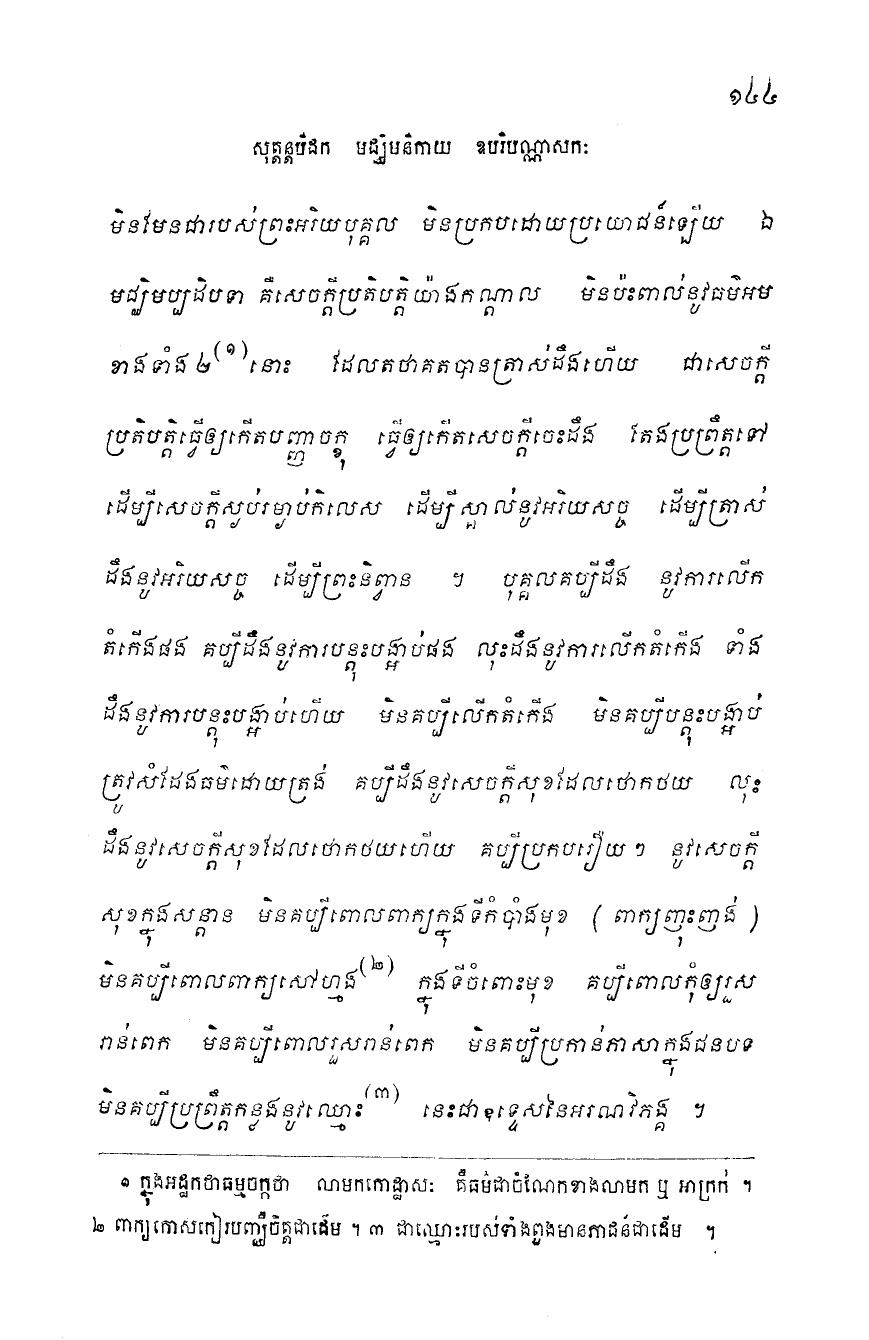 ១៤៤
សុត្តន្តបិដក មជ្ឈិមនិកាយ ឧបរិបណ្ណាសកៈ
មិនមែនជារបស់ព្រះអរិយបុគ្គល មិនប្រកបដោយប្រយោជន៍ឡើយ ឯ
មជ្ឈិមប្បដិបទា គឺសេចក្តីប្រតិបត្តិយ៉ាងកណ្តាល មិនប៉ះពាល់នូវធម៌អម
ខាងទាំង ៤(១) នោះ ដែលតថាគតបានត្រាស់ដឹងហើយ ជាសេចក្តី
ប្រតិបត្តិធ្វើឲ្យកើតបញ្ញាចក្ខុ ធ្វើឲ្យកើតសេចក្តីចេះដឹង តែងប្រព្រឹត្តទៅ
ដើម្បីសេចក្តីស្ងប់រម្ងាប់កិលេស ដើម្បីស្គាល់នូវអរិយសច្ច ដើម្បីត្រាស់
ដឹងនូវអរិយសច្ច ដើម្បីព្រះនិព្វាន ។ បុគ្គលគប្បីដឹង នូវការលើក
តំកើងផង គប្បីដឹងនូវការបន្តុះបង្អាប់ផង លុះដឹងនូវការលើកតំកើង ទាំង
ដឹងនូវការបន្តុះបង្អាប់ហើយ មិនគប្បីលើកតំកើង មិនគប្បីបន្តុះបង្អាប់
ត្រូវសំដែងធម៌ដោយត្រង់ គប្បីដឹងនូវសេចក្តីសុខដែលថោកថយ លុះ
ដឹងនូវសេចក្តីសុខដែលថោកថយហើយ គប្បីប្រកបរឿយៗ នូវសេចក្តី
សុខក្នុងសន្តាន មិនគប្បីពោលពាក្យក្នុងទីកំបាំងមុខ ( ពាក្យញុះញង់ )
មិនគប្បីពោលពាក្យសៅហ្មង(២) ក្នុងទីចំពោះមុខ គប្បីពោលកុំឲ្យរួស
រាន់ពេក មិនគប្បីពោលរួសរាន់ពេក មិនគប្បីប្រកាន់ភាសាក្នុងជនបទ
មិនគប្បីប្រព្រឹត្តកន្លងនូវឈ្មោះ(៣) នេះជាឧទ្ទេសនៃអរណវិភង្គ ។
១ ក្នុងអដ្ឋកថាធម្មចក្កថា លាមកកោដ្ឋាសៈ គឺធម៌ជាចំណែកខាងលាមក ឬ អាក្រក់ ។
២ ពាក្យកោសកៀរបញ្ឈឺចិត្តជាដើម ។ ៣ ជាឈ្មោះរបស់ទាំងពួងមានភាជន៍ជាដើម ។